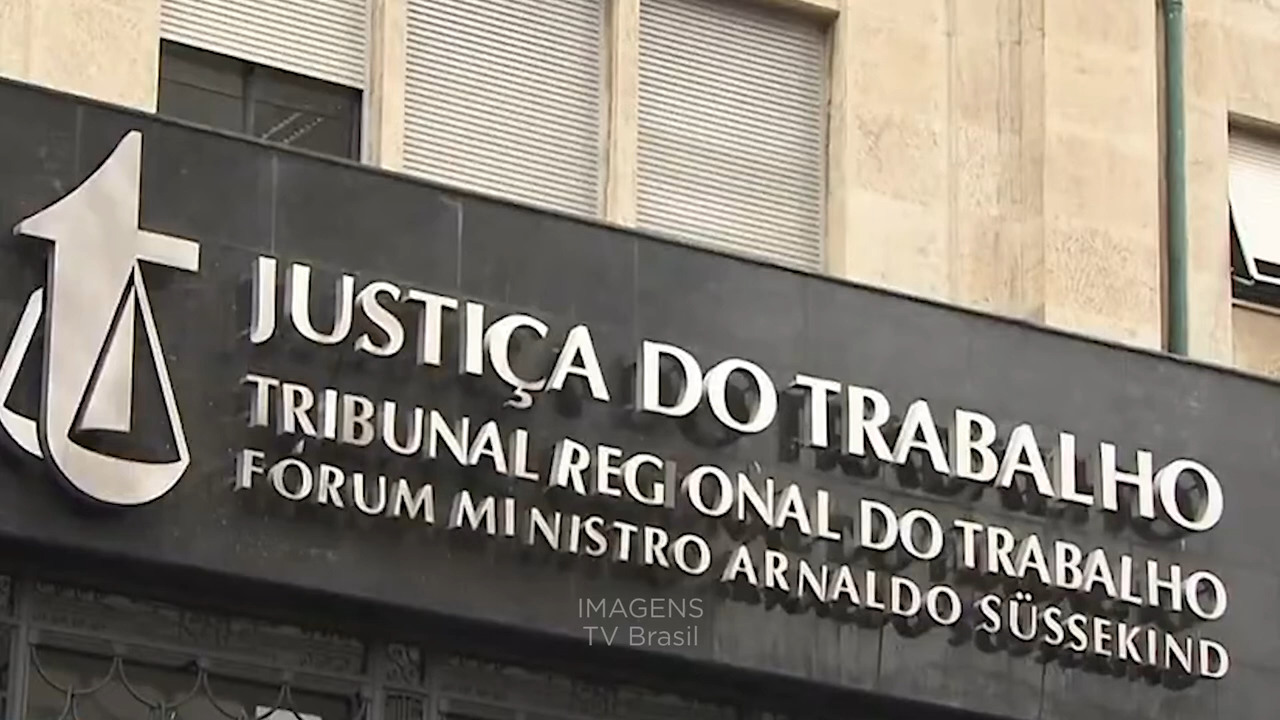 JUSTIÇA DO TRABALHO
TRIBUNAL REGIONAL DO TRABALHO
FÓRUM MINISTRO ARNALDO SÜSSEKIND
IMAGENS
TV Brasil